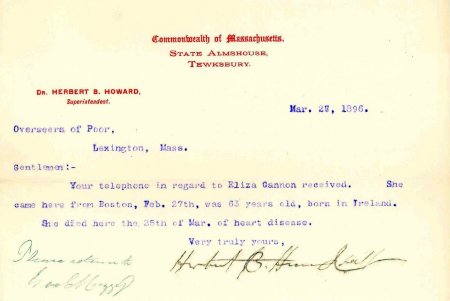 Commonwealth of Massachusetts.
STATE ALMSHOUSE,
TEWKSBURY.
DR. HERBERT B. HOWARD,
Superintendent.
Mar. 27, 1896.
Overseers of Poor,
Lexington, Mass.
Gentlemen:-
Your telephone in regard to Eliza Gannon received. She
came here from Boston, Feb. 27th, was 63 years old, born in Ireland.
She died here the 25th of Mar. of heart disease.
Very truly yours,
Please
Herbert B. Howard